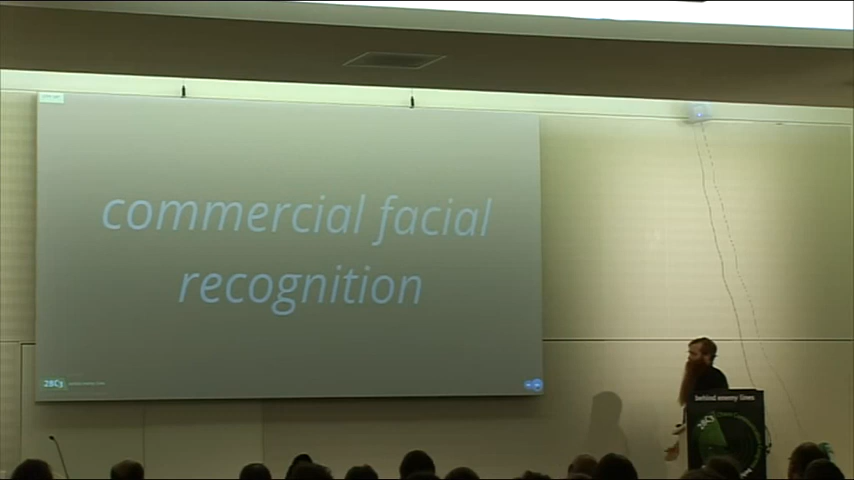 commercial facial
recognition
28C3
behind enemy lines